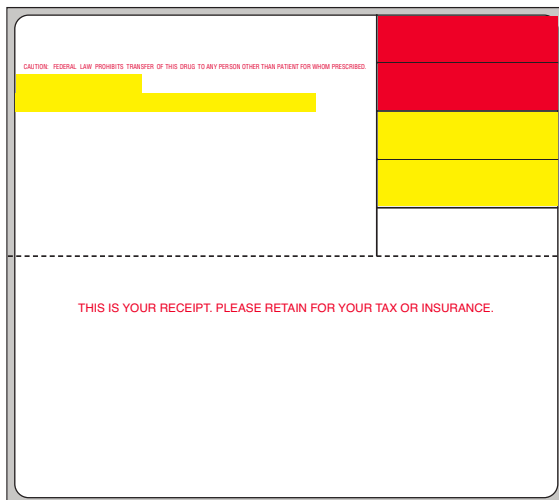 CAUTION: FEDERAL LAW PROHIBITS TRANSFER OF THIS DRUG TO ANY PERSON OTHER THAN PATIENT FOR WHOM PRESCRIBED.
THIS IS YOUR RECEIPT. PLEASE RETAIN FOR YOUR TAX OR INSURANCE.